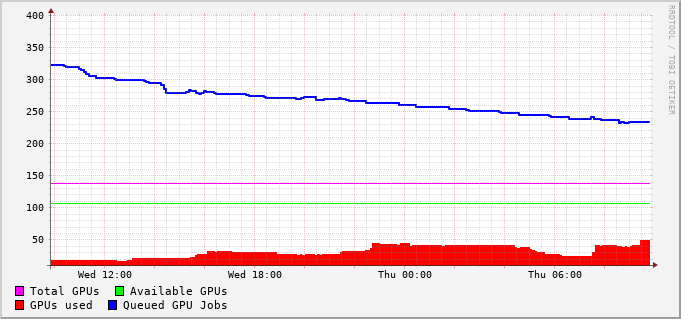 400
350
300
250
200
150
100
50
Wed 12:00 Wed 18:00 Thu 00:00 Thu 06:00
Total GPUs Available GPUs
GPUs used Queued GPU Jobs
RRDTOOL / TOBI OETIKER